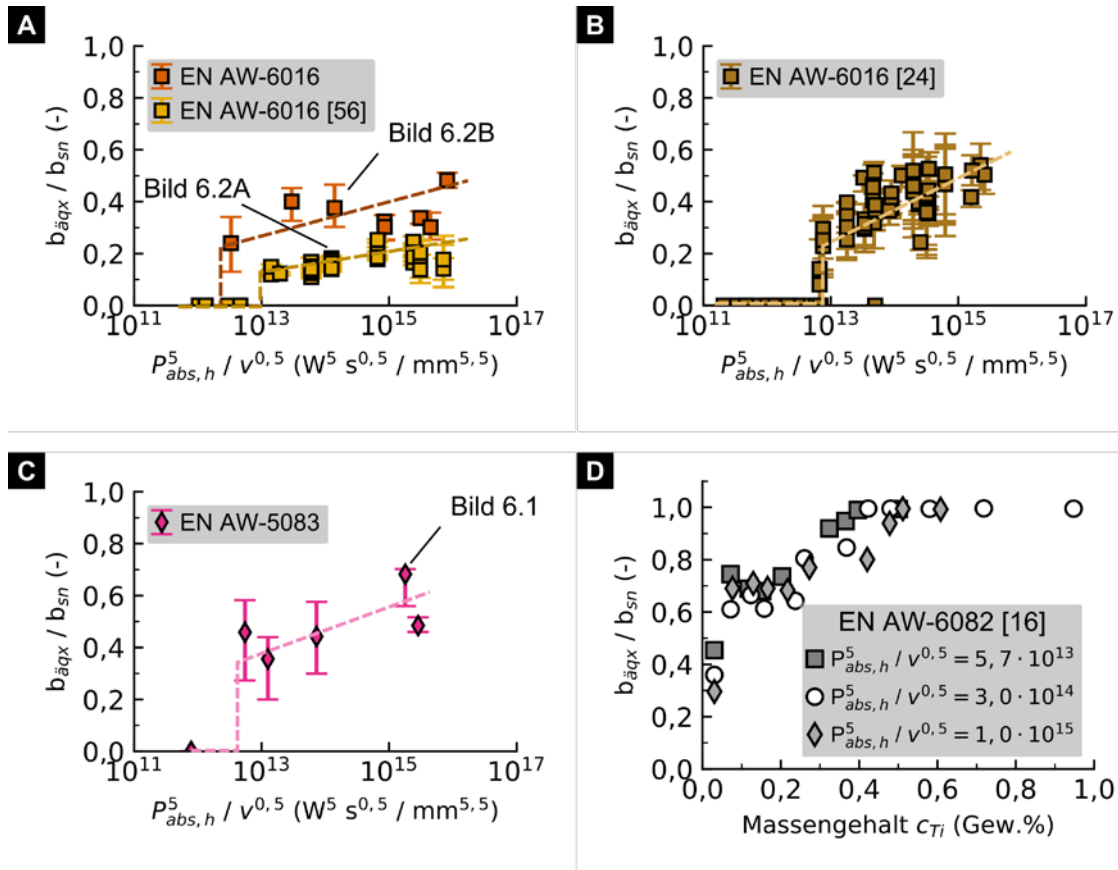 A
1,0
0,8
0,6
0,4
0,2
0,0
b_äqx / b_sn (-)
EN AW-6016
EN AW-6016 [56]
Bild 6.2B
Bild 6.2A
10^11 10^13 10^15 10^17
P^5_abs, h / v^0, 5 (W^5 s^0, 5 / mm^5, 5)
B
1,0
0,8
0,6
0,4
0,2
0,0
b_äqx / b_sn (-)
EN AW-6016 [24]
10^11 10^13 10^15 10^17
P^5_abs, h / v^0, 5 (W^5 s^0, 5 / mm^5, 5)
C
1,0
0,8
0,6
0,4
0,2
0,0
b_äqx / b_sn (-)
EN AW-5083
Bild 6.1
10^11 10^13 10^15 10^17
P^5_abs, h / v^0, 5 (W^5 s^0, 5 / mm^5, 5)
D
1,0
0,8
0,6
0,4
0,2
0,0
b_äqx / b_sn (-)
EN AW-6082 [16]
P^5_abs, h / v^0, 5 = 5, 7 · 10^13
P^5_abs, h / v^0, 5 = 3, 0 · 10^14
P^5_abs, h / v^0, 5 = 1, 0 · 10^15
0,0 0,2 0,4 0,6 0,8 1,0
Massengehalt c_Ti (Gew.%)